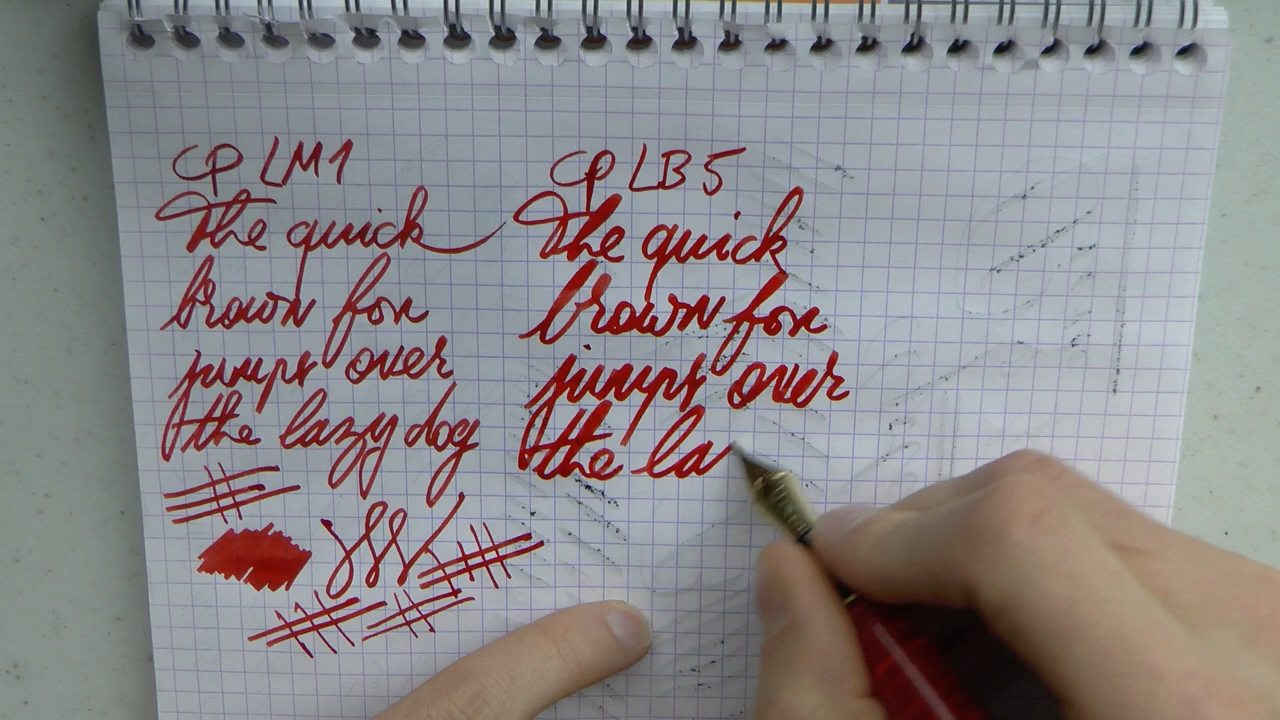 CP LM1
The quick
brown fox
jumps over
the lazy dog
CP LB5
The quick
brown fox
jumps over
the la